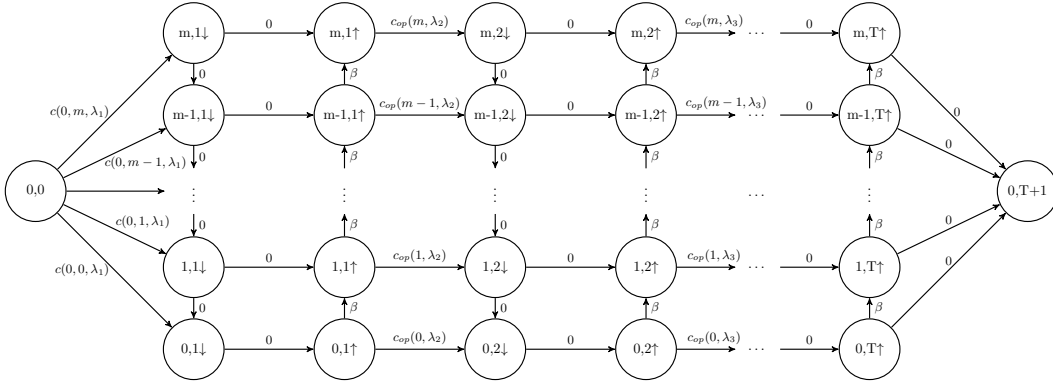 m,1↓ 0 m,1↑ c_op(m, λ_2) m,2↓ 0 m,2↑ c_op(m, λ_3) ··· 0 m,T↑
c(0, m, λ_1) 0 β 0 β β 0
m-1,1↓ 0 m-1,1↑ c_op(m − 1, λ_2) m-1,2↓ 0 m-1,2↑ c_op(m − 1, λ_3) ··· 0 m-1,T↑
c(0, m − 1, λ_1) 0 β 0 β β 0
0,0 ⋮ ⋮ ⋮ ⋮ ··· ⋮ 0,T+1
c(0, 1, λ_1) 0 β 0 β β 0
1,1↓ 0 1,1↑ c_op(1, λ_2) 1,2↓ 0 1,2↑ c_op(1, λ_3) ··· 0 1,T↑
c(0, 0, λ_1) 0 β 0 β β 0
0,1↓ 0 0,1↑ c_op(0, λ_2) 0,2↓ 0 0,2↑ c_op(0, λ_3) ··· 0 0,T↑